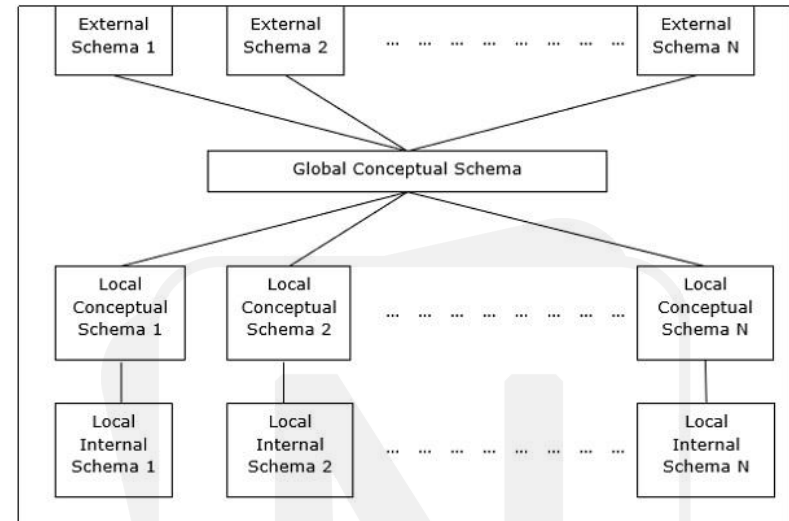 External
Schema 1
External
Schema 2
... ... ... ... ... ... ... ...
External
Schema N
Global Conceptual Schema
Local
Conceptual
Schema 1
Local
Conceptual
Schema 2
... ... ... ... ... ... ... ...
Local
Conceptual
Schema N
Local
Internal
Schema 1
Local
Internal
Schema 2
... ... ... ... ... ... ... ...
Local
Internal
Schema N